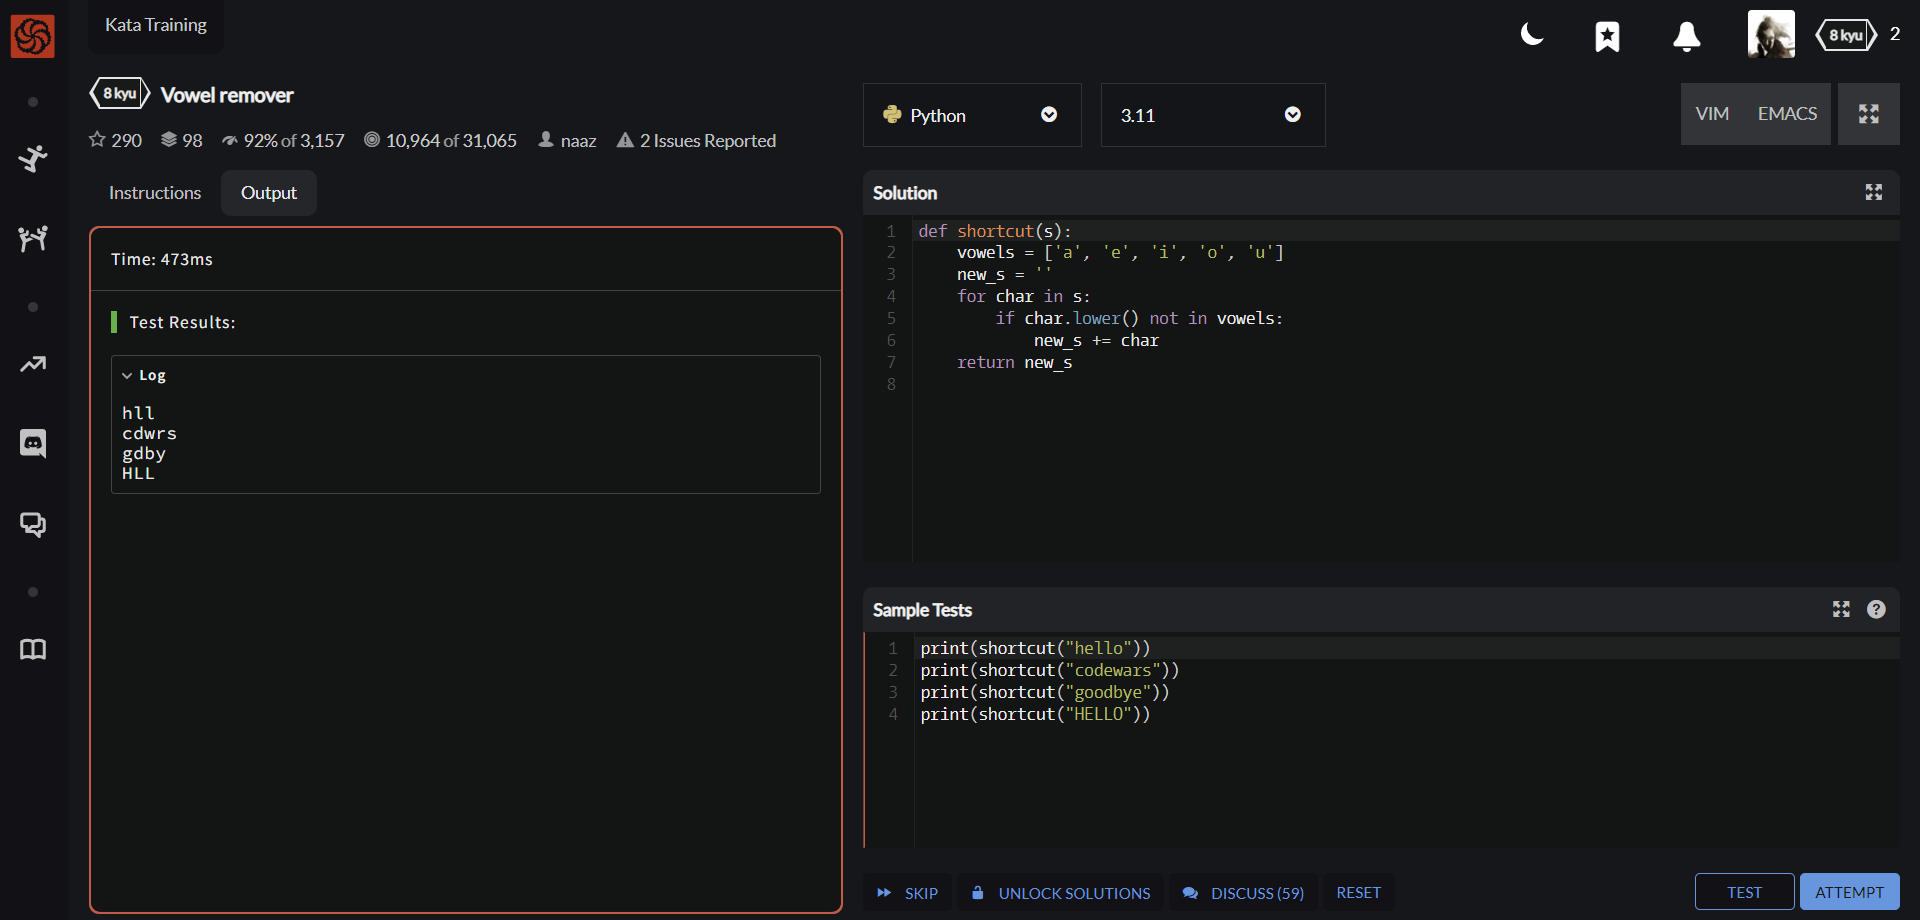 Kata Training
8 kyu
2
8 kyu Vowel remover
290 98 92% of 3,157 10,964 of 31,065 naaz 2 Issues Reported
Instructions
Output
Time: 473ms
Test Results:
Log
hll
cdwrs
gdby
HLL
Python
3.11
VIM
EMACS
Solution
1 def shortcut(s):
2     vowels = ['a', 'e', 'i', 'o', 'u']
3     new_s = ''
4     for char in s:
5         if char.lower() not in vowels:
6             new_s += char
7     return new_s
8
Sample Tests
?
1 print(shortcut("hello"))
2 print(shortcut("codewars"))
3 print(shortcut("goodbye"))
4 print(shortcut("HELLO"))
SKIP
UNLOCK SOLUTIONS
DISCUSS (59)
RESET
TEST
ATTEMPT